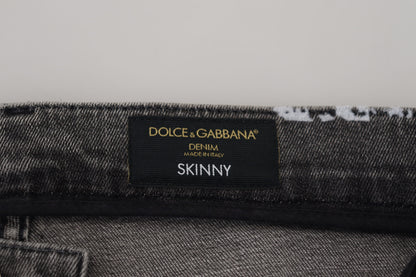 DOLCE & GABBANA®
DENIM
MADE IN ITALY
SKINNY